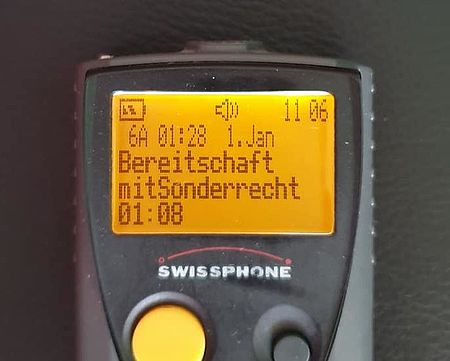 11 06
6A 01:28 1.Jan
Bereitschaft
mitSonderrecht
01:08
SWISSPHONE